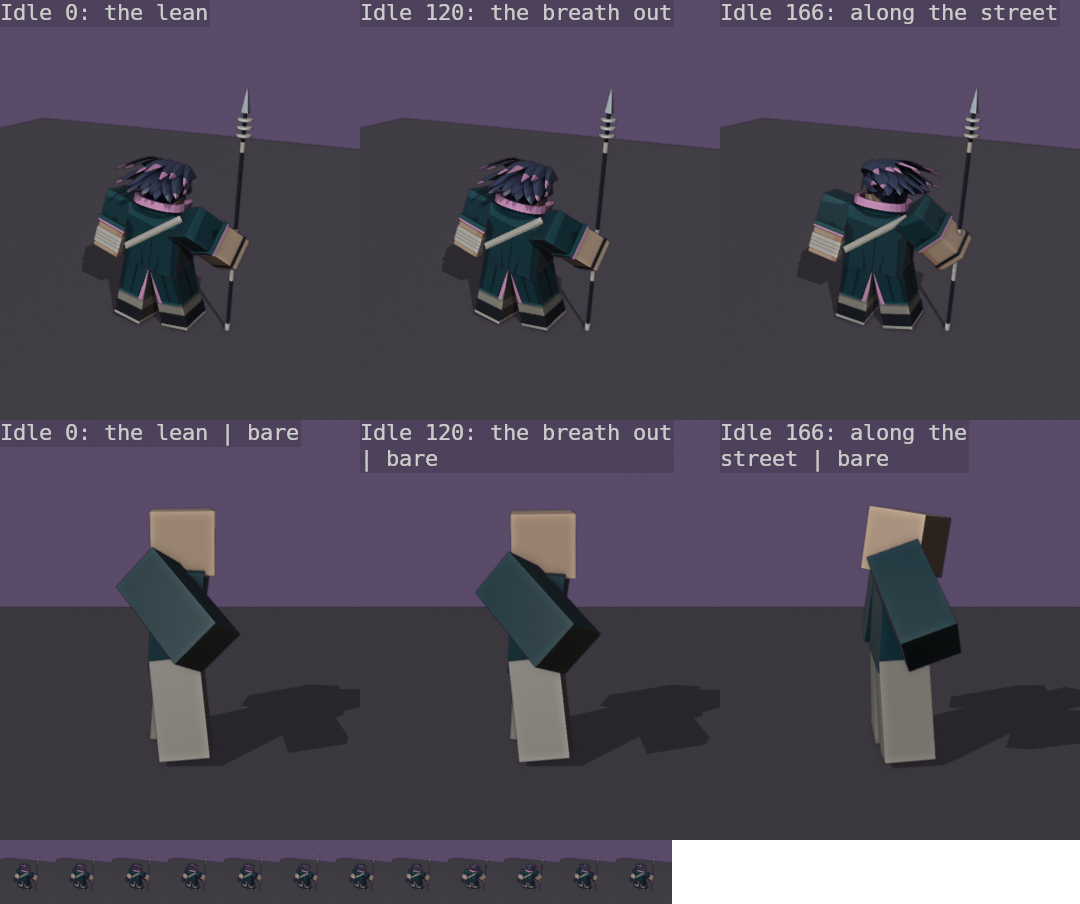 Idle 0: the lean
Idle 120: the breath out
Idle 166: along the street
Idle 0: the lean | bare
Idle 120: the breath out
| bare
Idle 166: along the
street | bare